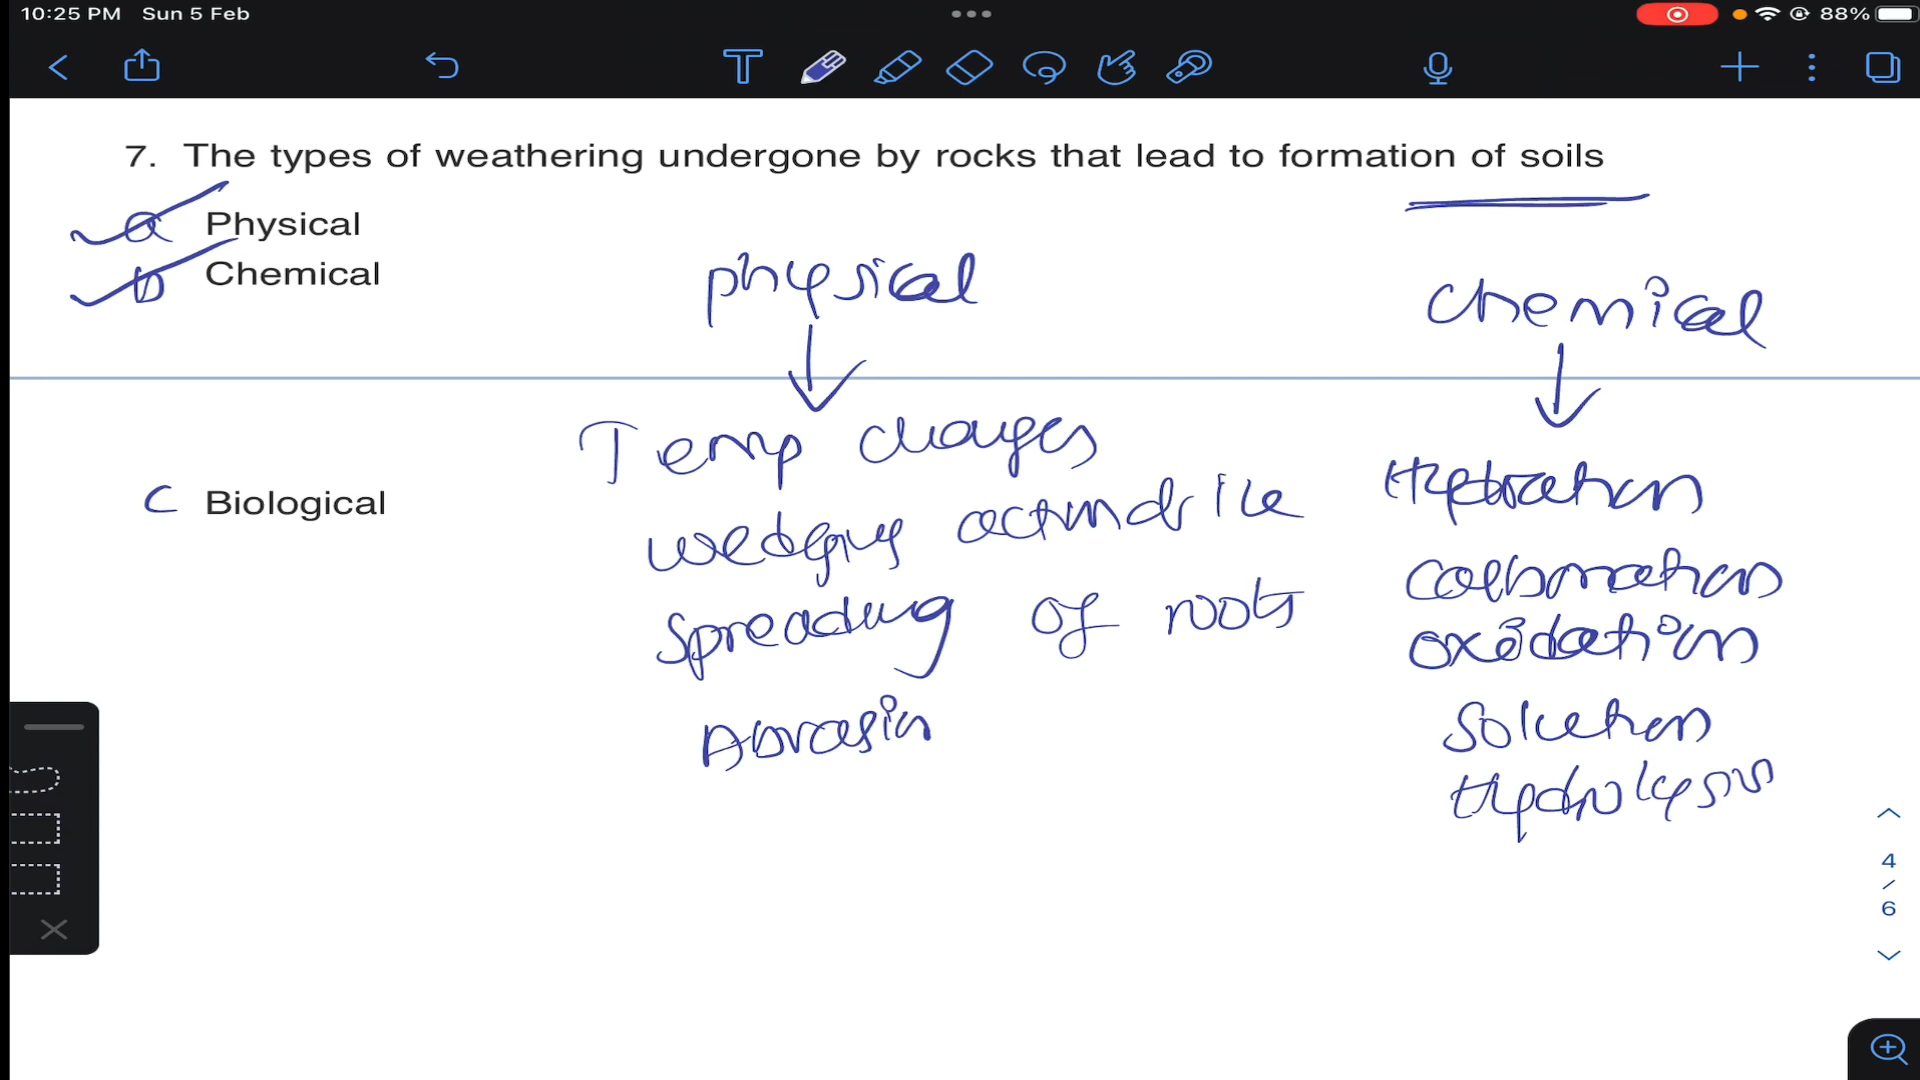 10:25 PM Sun 5 Feb
88%
7. The types of weathering undergone by rocks that lead to formation of soils
a Physical
b Chemical
physical
chemical
Temp changes
wedging action of ice
spreading of roots
Abrasion
Hydration
Carbonation
oxidation
Solution
Hydrolysis
C Biological
4
/
6